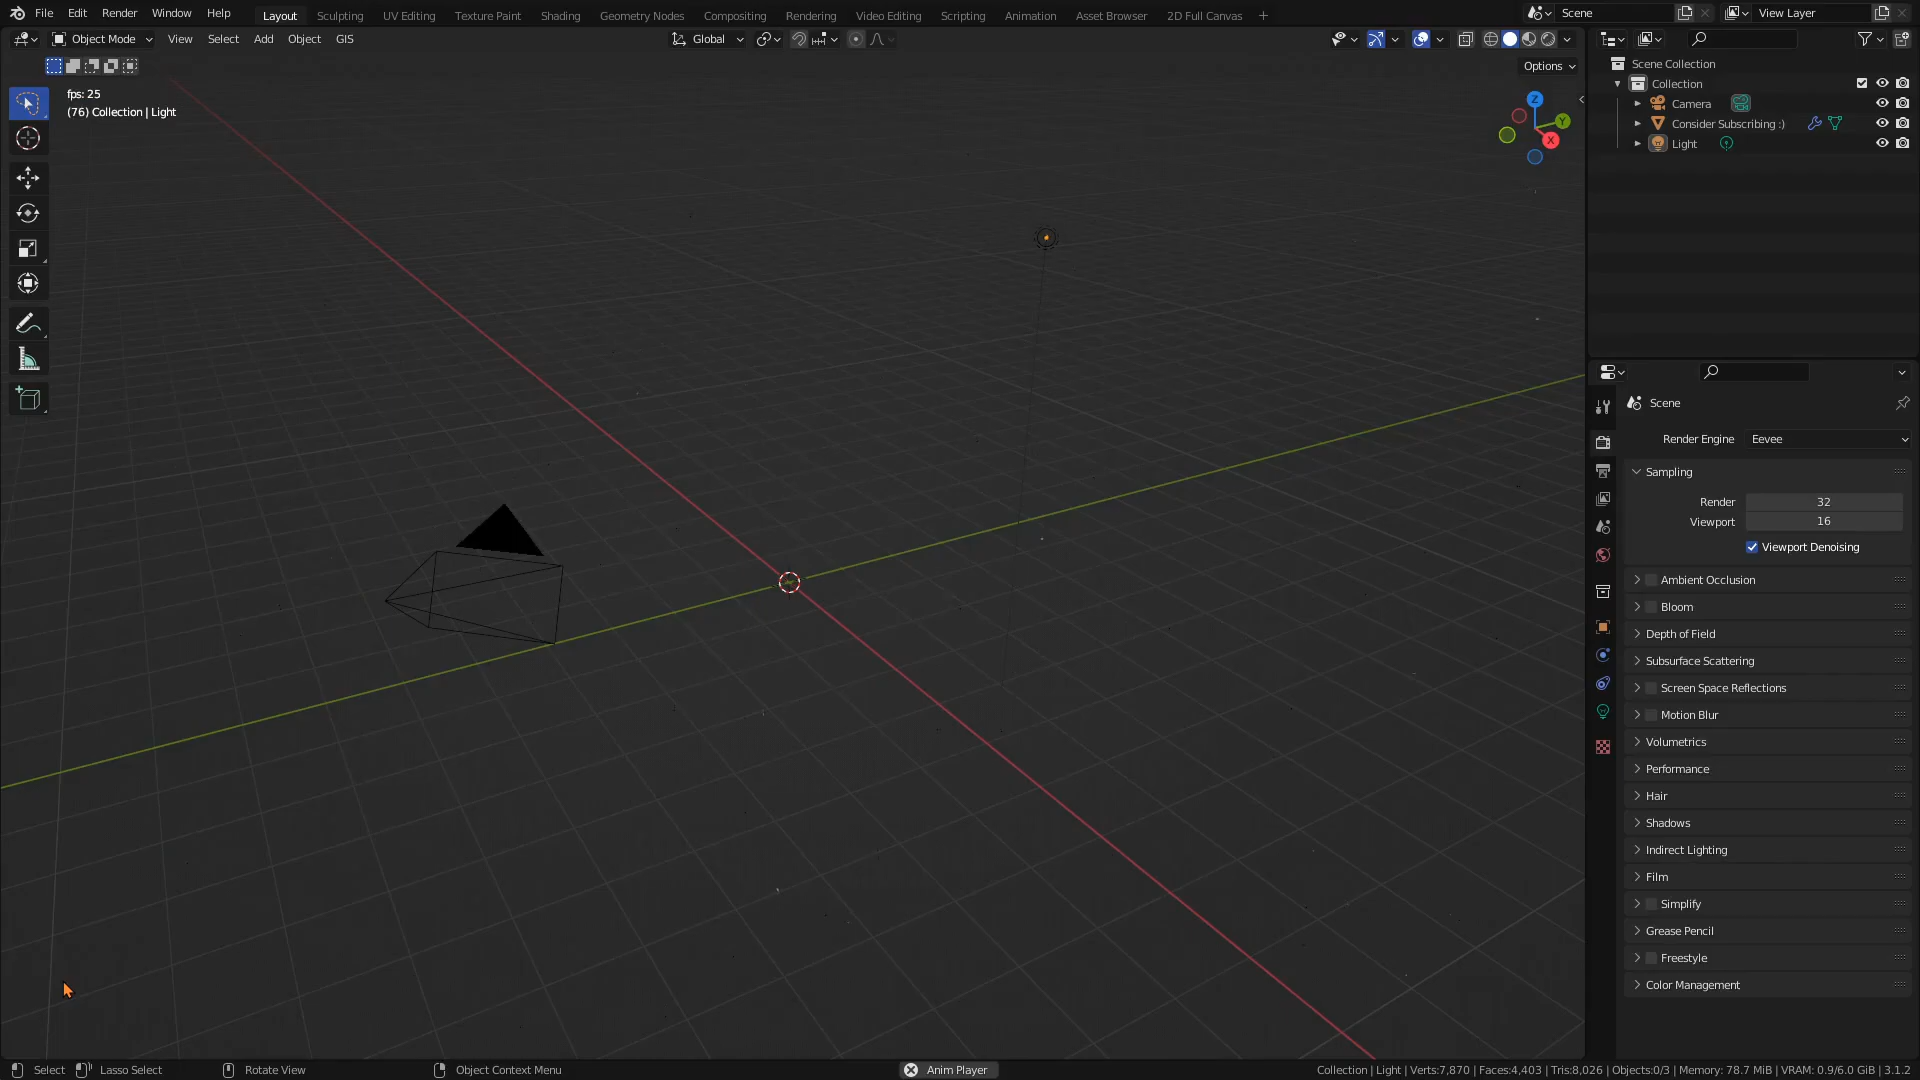 File Edit Render Window Help Layout Sculpting UV Editing Texture Paint Shading Geometry Nodes Compositing Rendering Video Editing Scripting Animation Asset Browser 2D Full Canvas + Scene View Layer
Object Mode View Select Add Object GIS Global
Options
fps: 25
(76) Collection | Light
Z
Y
X
Scene Collection
Collection
Camera
Consider Subscribing :)
Light
Scene
Render Engine Eevee
Sampling
Render 32
Viewport 16
Viewport Denoising
Ambient Occlusion
Bloom
Depth of Field
Subsurface Scattering
Screen Space Reflections
Motion Blur
Volumetrics
Performance
Hair
Shadows
Indirect Lighting
Film
Simplify
Grease Pencil
Freestyle
Color Management
Select Lasso Select Rotate View Object Context Menu Anim Player Collection | Light | Verts:7,870 | Faces:4,403 | Tris:8,026 | Objects:0/3 | Memory: 78.7 MiB | VRAM: 0.9/6.0 GiB | 3.1.2